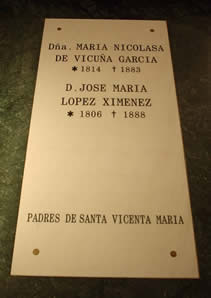 Dña. MARIA NICOLASA
DE VICUÑA GARCIA
* 1814 † 1883
D. JOSE MARIA
LOPEZ XIMENEZ
* 1806 † 1888
PADRES DE SANTA VICENTA MARIA